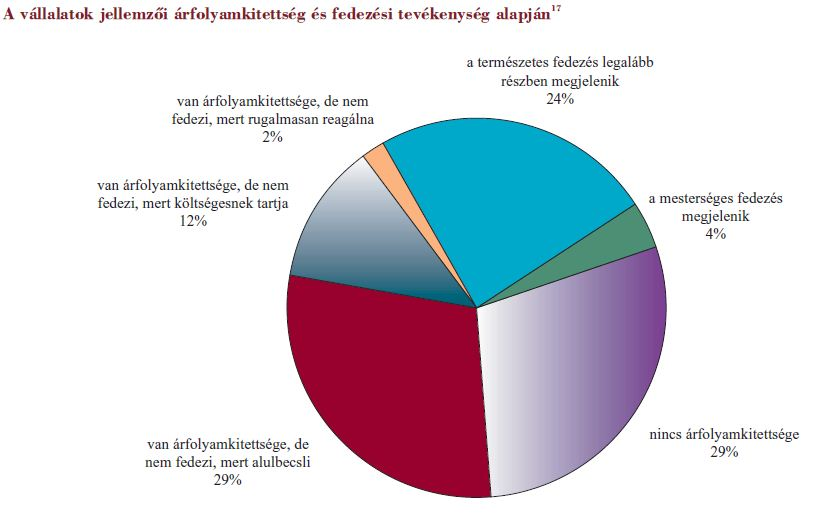 A vállalatok jellemzői árfolyamkitettség és fedezési tevékenység alapján17
a természetes fedezés legalább
részben megjelenik
24%
van árfolyamkitettsége, de nem
fedezi, mert rugalmasan reagálna
2%
van árfolyamkitettsége, de nem
fedezi, mert költségesnek tartja
12%
a mesterséges fedezés
megjelenik
4%
nincs árfolyamkitettsége
29%
van árfolyamkitettsége, de
nem fedezi, mert alulbecsli
29%